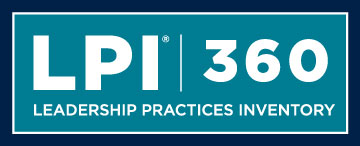 LPI® | 360
LEADERSHIP PRACTICES INVENTORY